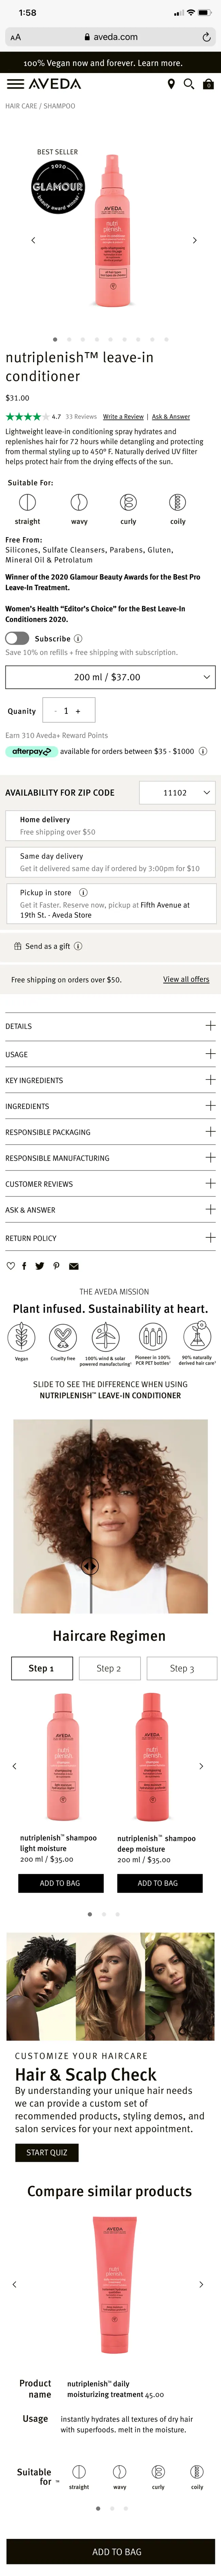 1:58
AA aveda.com
100% Vegan now and forever. Learn more.
AVEDA
0
HAIR CARE / SHAMPOO
BEST SELLER
2020
GLAMOUR
beauty award winner
AVEDA
nutri
plenish
nutriplenish™ leave-in
conditioner
$31.00
4.7 33 Reviews Write a Review | Ask & Answer
Lightweight leave-in conditioning spray hydrates and
replenishes hair for 72 hours while detangling and protecting
from thermal styling up to 450° F. Naturally derived UV filter
helps protect hair from the drying effects of the sun.
Suitable For:
straight wavy curly coily
Free From:
Silicones, Sulfate Cleansers, Parabens, Gluten,
Mineral Oil & Petrolatum
Winner of the 2020 Glamour Beauty Awards for the Best Pro
Leave-In Treatment.
Women's Health "Editor's Choice" for the Best Leave-In
Conditioners 2020.
Subscribe i
Save 10% on refills + free shipping with subscription.
200 ml / $37.00
Quanity - 1 +
Earn 310 Aveda+ Reward Points
afterpay available for orders between $35 - $1000 i
AVAILABILITY FOR ZIP CODE 11102
Home delivery
Free shipping over $50
Same day delivery
Get it delivered same day if ordered by 3:00pm for $10
Pickup in store i
Get it Faster. Reserve now, pickup at Fifth Avenue at
19th St. - Aveda Store
Send as a gift i
Free shipping on orders over $50. View all offers
DETAILS
USAGE
KEY INGREDIENTS
INGREDIENTS
RESPONSIBLE PACKAGING
RESPONSIBLE MANUFACTURING
CUSTOMER REVIEWS
ASK & ANSWER
RETURN POLICY
THE AVEDA MISSION
Plant infused. Sustainability at heart.
Vegan Cruelty free 100% wind & solar powered manufacturing¹ Pioneer in 100% PCR PET bottles² 90% naturally derived hair care³
SLIDE TO SEE THE DIFFERENCE WHEN USING
NUTRIPLENISH™ LEAVE-IN CONDITIONER
Haircare Regimen
Step 1 Step 2 Step 3
AVEDA AVEDA
nutri nutri
plenish plenish
nutriplenish™ shampoo
light moisture
200 ml / $35.00
nutriplenish™ shampoo
deep moisture
200 ml / $35.00
ADD TO BAG ADD TO BAG
CUSTOMIZE YOUR HAIRCARE
Hair & Scalp Check
By understanding your unique hair needs
we can provide a custom set of
recommended products, styling demos, and
salon services for your next appointment.
START QUIZ
Compare similar products
AVEDA
nutri
plenish
Product
name
nutriplenish™ daily
moisturizing treatment 45.00
Usage
instantly hydrates all textures of dry hair
with superfoods. melt in the moisture.
Suitable
for
straight wavy curly coily
ADD TO BAG